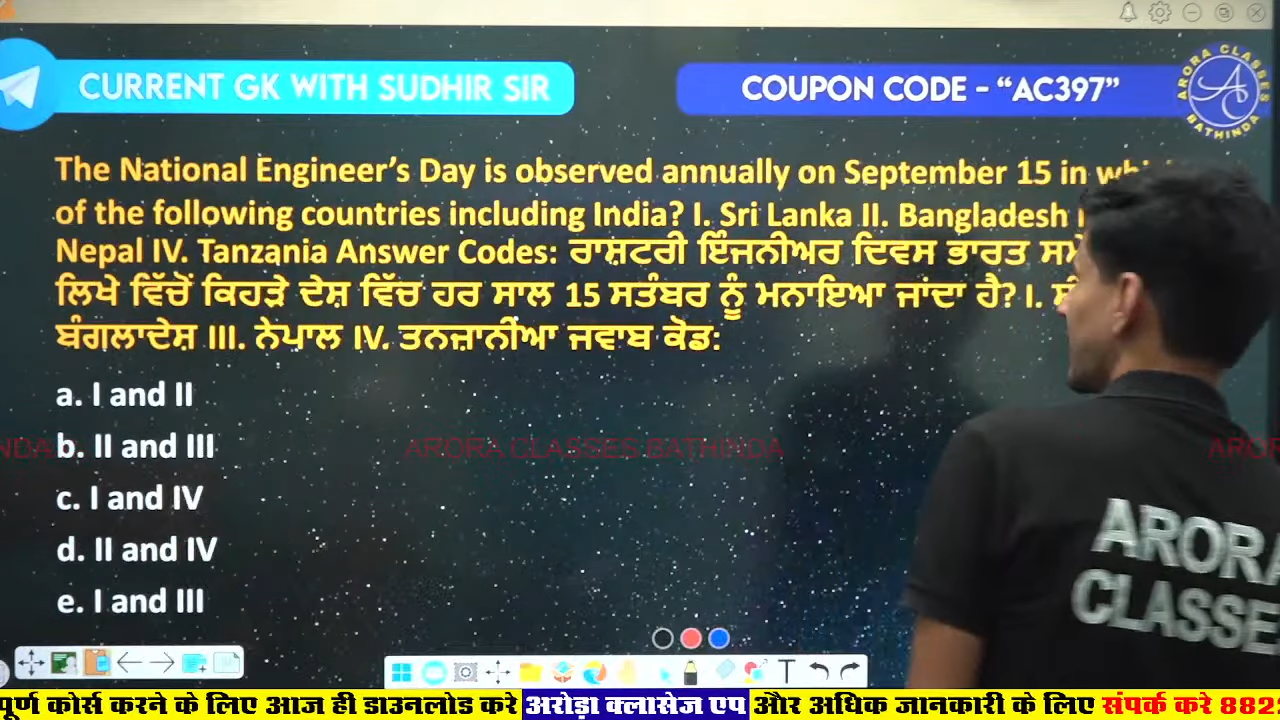 CURRENT GK WITH SUDHIR SIR
COUPON CODE - “AC397”
ARORA CLASSES BATHINDA
The National Engineer’s Day is observed annually on September 15 in
of the following countries including India? I. Sri Lanka II. Bangladesh
Nepal IV. Tanzania Answer Codes: ਰਾਸ਼ਟਰੀ ਇੰਜਨੀਅਰ ਦਿਵਸ ਭਾਰਤ
ਲਿਖੇ ਵਿੱਚੋਂ ਕਿਹੜੇ ਦੇਸ਼ ਵਿੱਚ ਹਰ ਸਾਲ 15 ਸਤੰਬਰ ਨੂੰ ਮਨਾਇਆ ਜਾਂਦਾ ਹੈ? I.
ਬੰਗਲਾਦੇਸ਼ III. ਨੇਪਾਲ IV. ਤਨਜ਼ਾਨੀਆ ਜਵਾਬ ਕੋਡ:
a. I and II
b. II and III
ARORA CLASSES BATHINDA
c. I and IV
d. II and IV
e. I and III
ARORA
CLASSES
पूर्ण कोर्स करने के लिए आज ही डाउनलोड करे अरोड़ा क्लासेज एप और अधिक जानकारी के लिए संपर्क करे 882